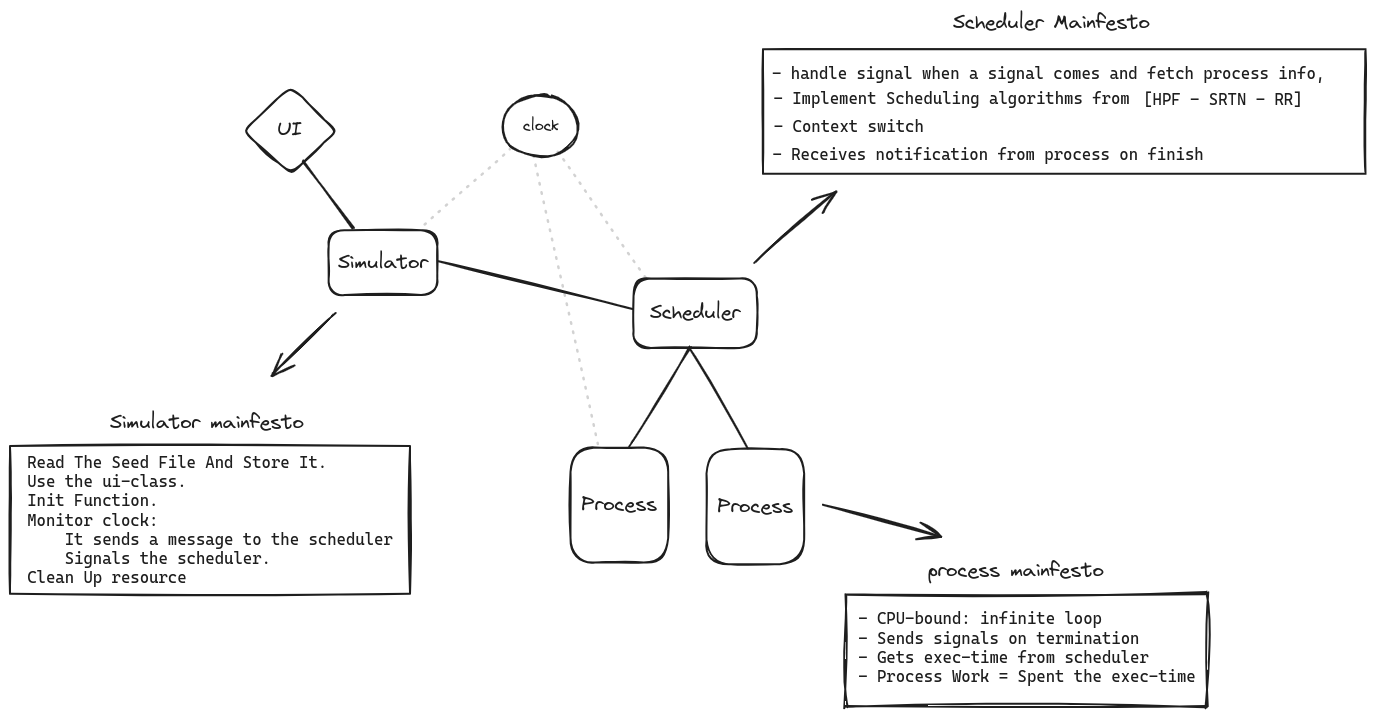 Scheduler Mainfesto
- handle signal when a signal comes and fetch process info,
- Implement Scheduling algorithms from [HPF - SRTN - RR]
- Context switch
- Receives notification from process on finish
UI
clock
Simulator
Scheduler
Simulator mainfesto
Read The Seed File And Store It.
Use the ui-class.
Init Function.
Monitor clock:
    It sends a message to the scheduler
    Signals the scheduler.
Clean Up resource
Process
Process
process mainfesto
- CPU-bound: infinite loop
- Sends signals on termination
- Gets exec-time from scheduler
- Process Work = Spent the exec-time